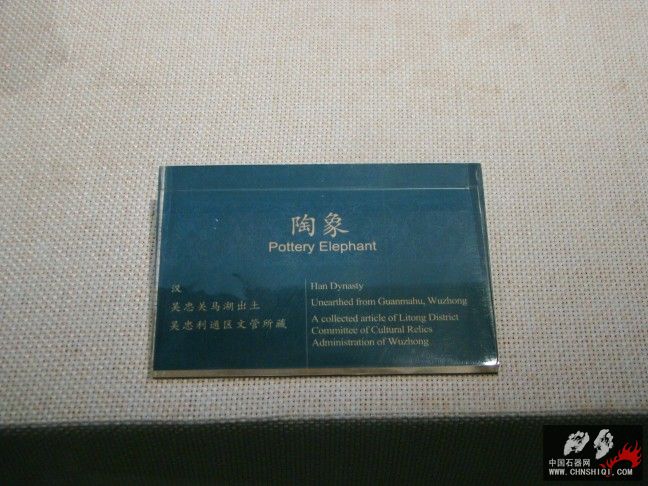 陶象
Pottery Elephant
汉
吴忠关马湖出土
吴忠利通区文管所藏
Han Dynasty
Unearthed from Guanmahu, Wuzhong
A collected article of Litong District
Committee of Cultural Relics
Administration of Wuzhong
中国石器网
WWW.CHNSHIQI.COM